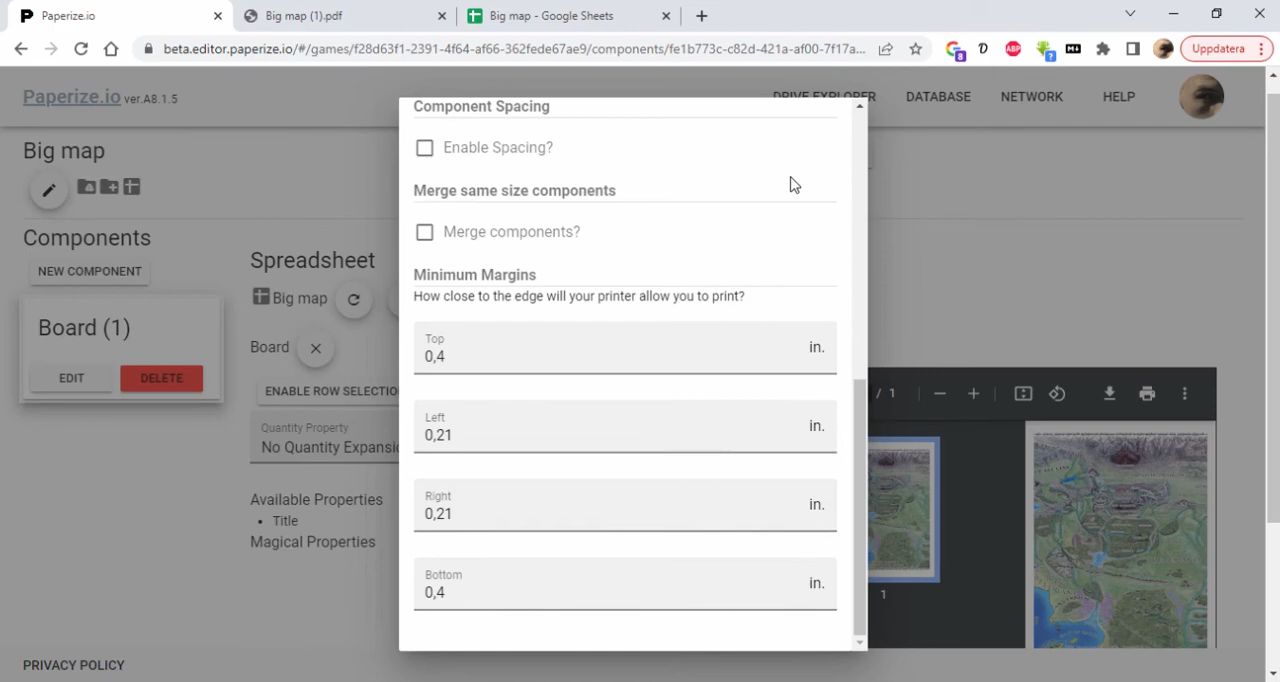 Paperize.io
Big map (1).pdf
Big map - Google Sheets
beta.editor.paperize.io/#/games/f28d63f1-2391-4f64-af66-362fede67ae9/components/fe1b773c-c82d-421a-af00-7f17a...
8
ABP
?
Uppdatera
Paperize.io ver.A8.1.5
DRIVE EXPLORER
DATABASE
NETWORK
HELP
Big map
Components
NEW COMPONENT
Board (1)
EDIT
DELETE
Spreadsheet
Big map
Board
ENABLE ROW SELECTIO
Quantity Property
No Quantity Expansi
Available Properties
• Title
Magical Properties
Component Spacing
Enable Spacing?
Merge same size components
Merge components?
Minimum Margins
How close to the edge will your printer allow you to print?
Top
0,4 in.
Left
0,21 in.
Right
0,21 in.
Bottom
0,4 in.
/ 1
1
PRIVACY POLICY